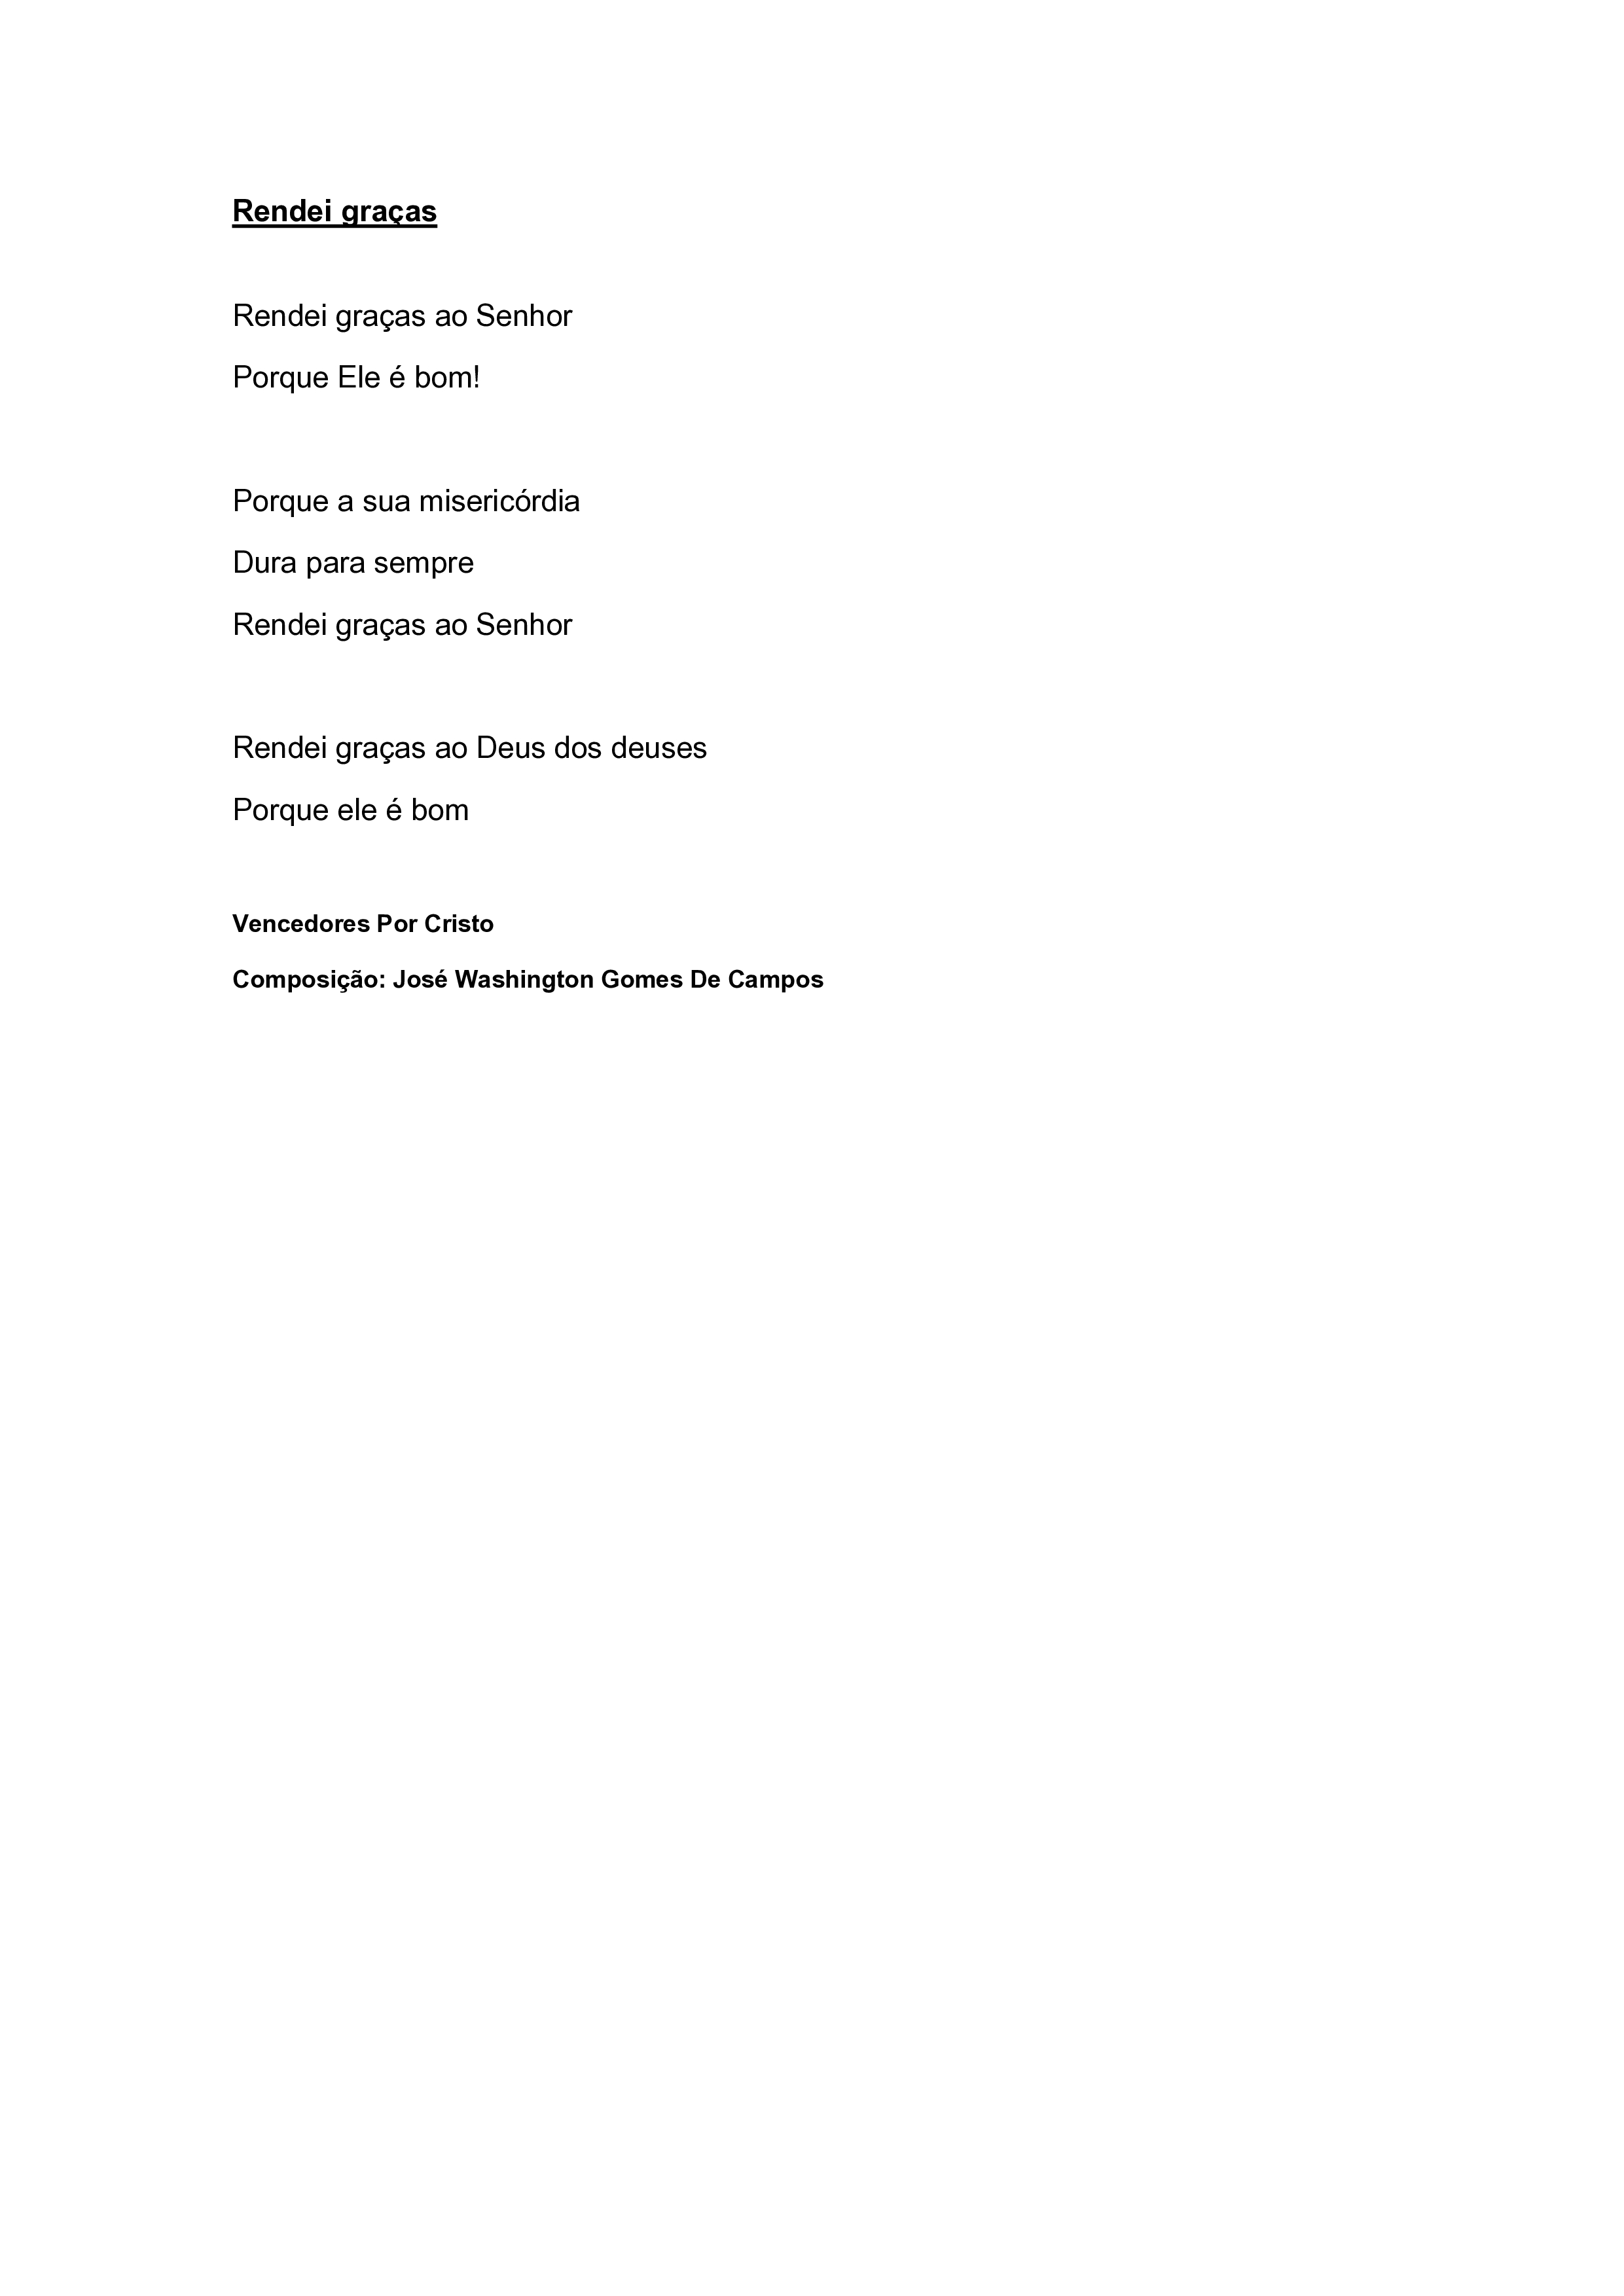 Rendei graças
Rendei graças ao Senhor
Porque Ele é bom!
Porque a sua misericórdia
Dura para sempre
Rendei graças ao Senhor
Rendei graças ao Deus dos deuses
Porque ele é bom
Vencedores Por Cristo
Composição: José Washington Gomes De Campos